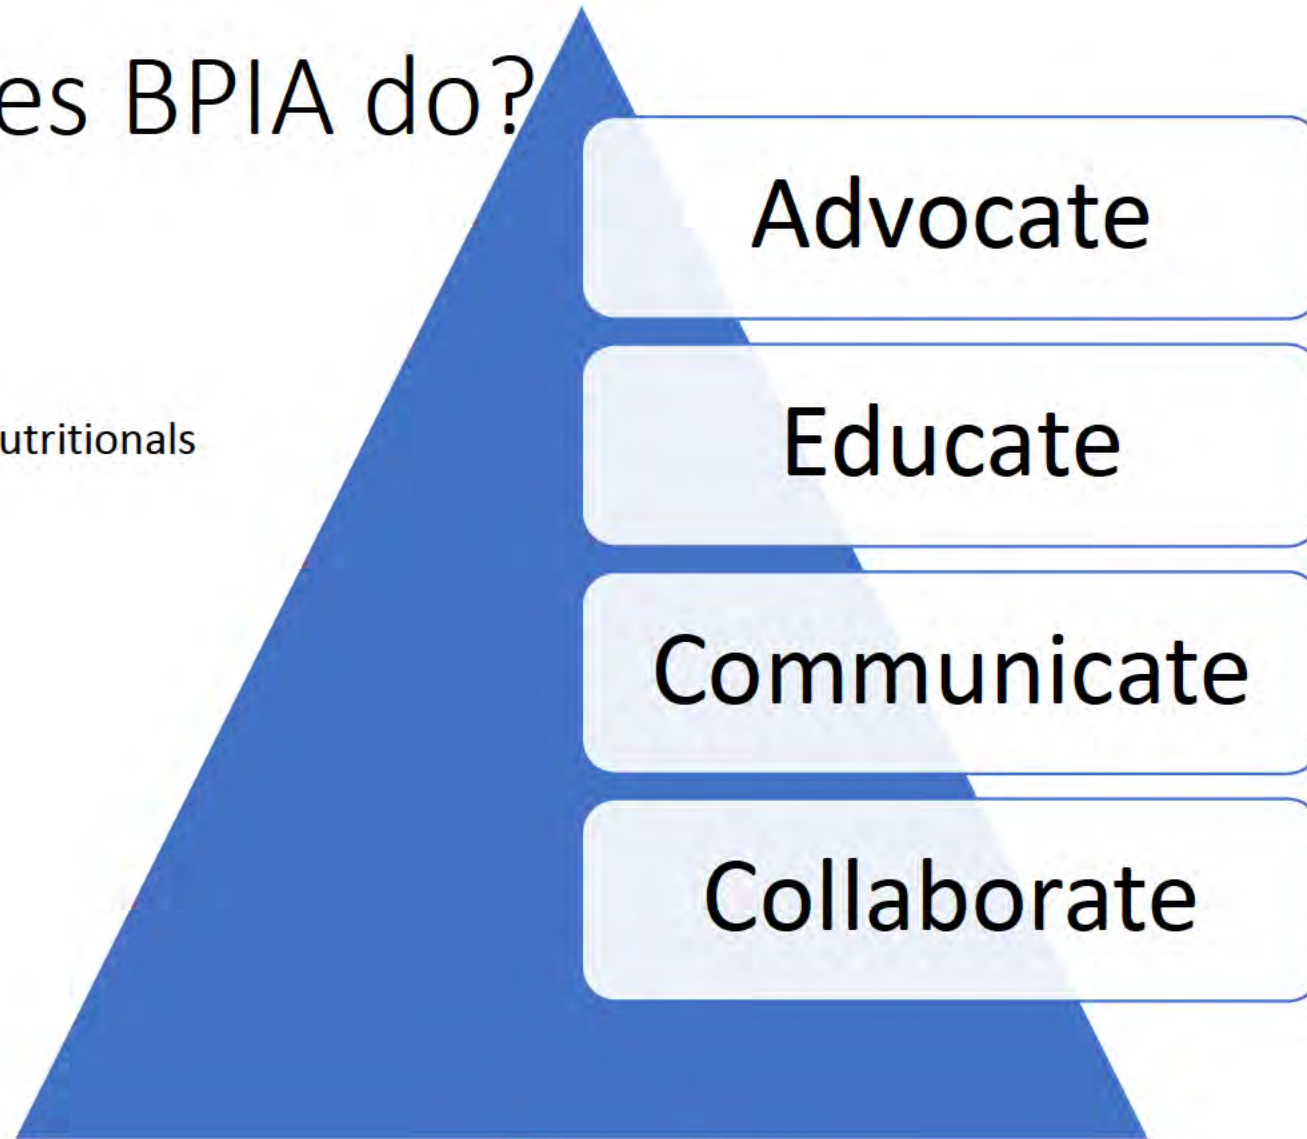 es BPIA do?
Advocate
utritionals
Educate
Communicate
Collaborate